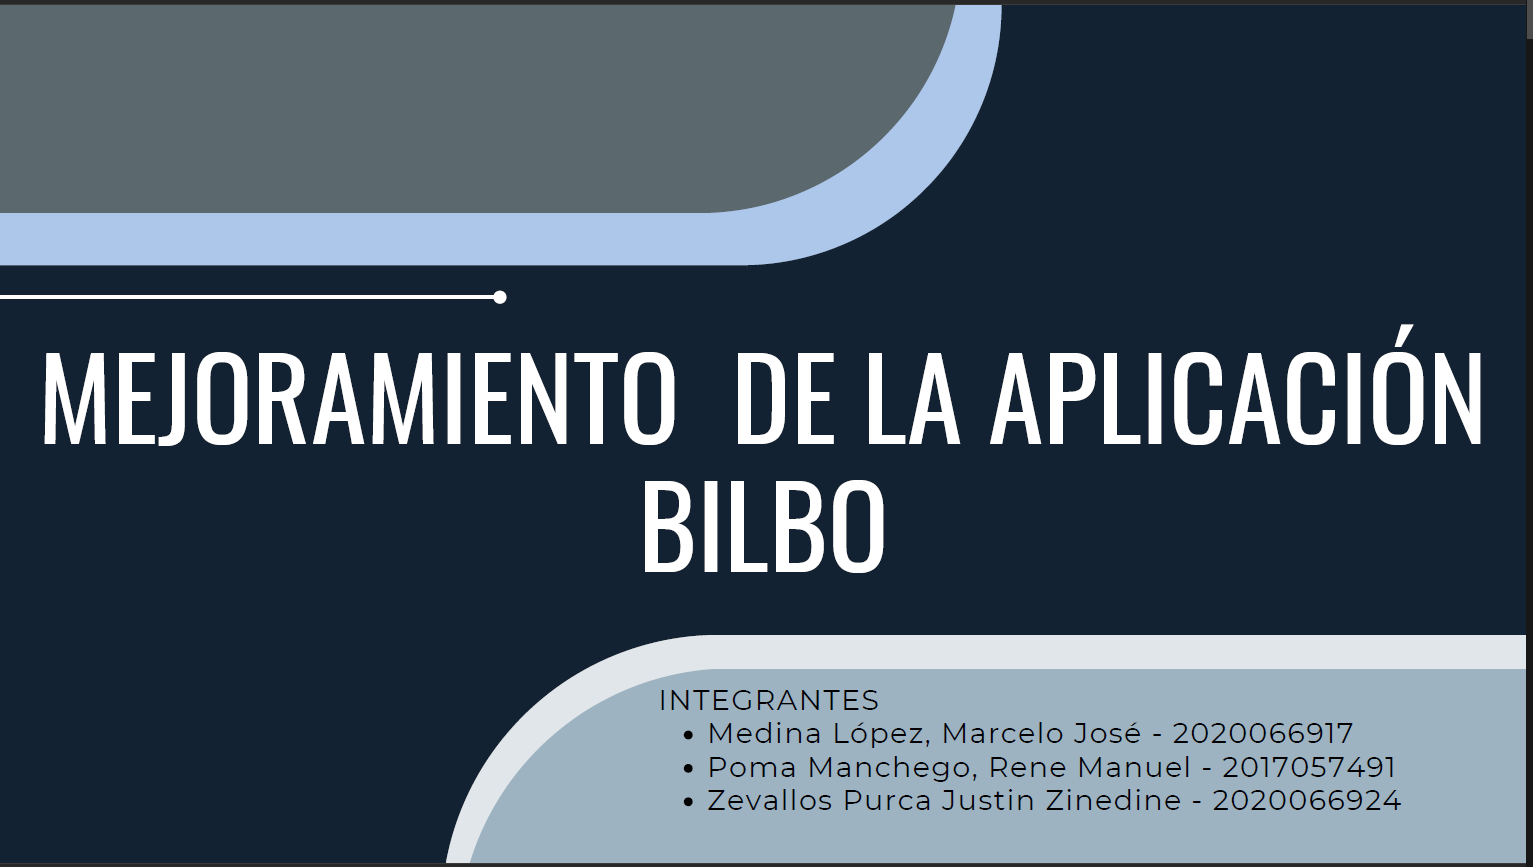 MEJORAMIENTO  DE LA APLICACIÓN
BILBO
INTEGRANTES
• Medina López, Marcelo José - 2020066917
• Poma Manchego, Rene Manuel - 2017057491
• Zevallos Purca Justin Zinedine - 2020066924